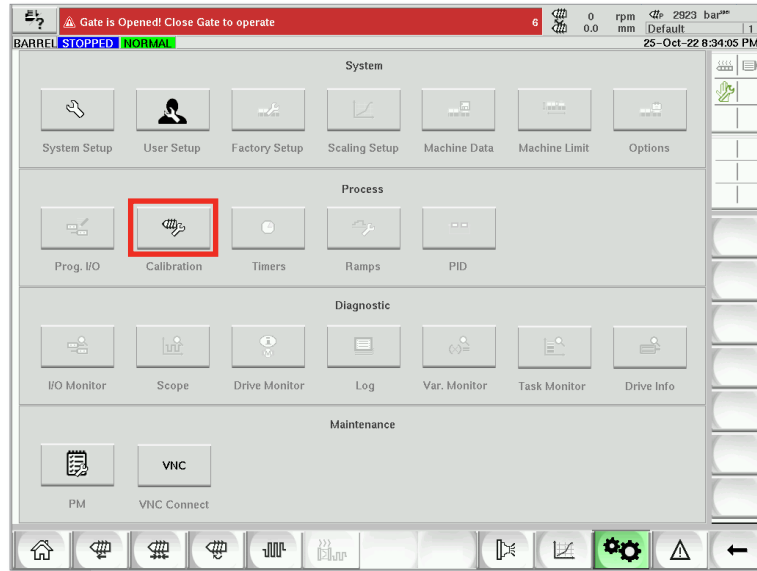 Gate is Opened! Close Gate to operate 6 0 rpm 2923 bar
0.0 mm Default 1
BARREL STOPPED NORMAL 25-Oct-22 8:34:05 PM
System
System Setup User Setup Factory Setup Scaling Setup Machine Data Machine Limit Options
Process
Prog. I/O Calibration Timers Ramps PID
Diagnostic
I/O Monitor Scope Drive Monitor Log Var. Monitor Task Monitor Drive Info
Maintenance
VNC
PM VNC Connect